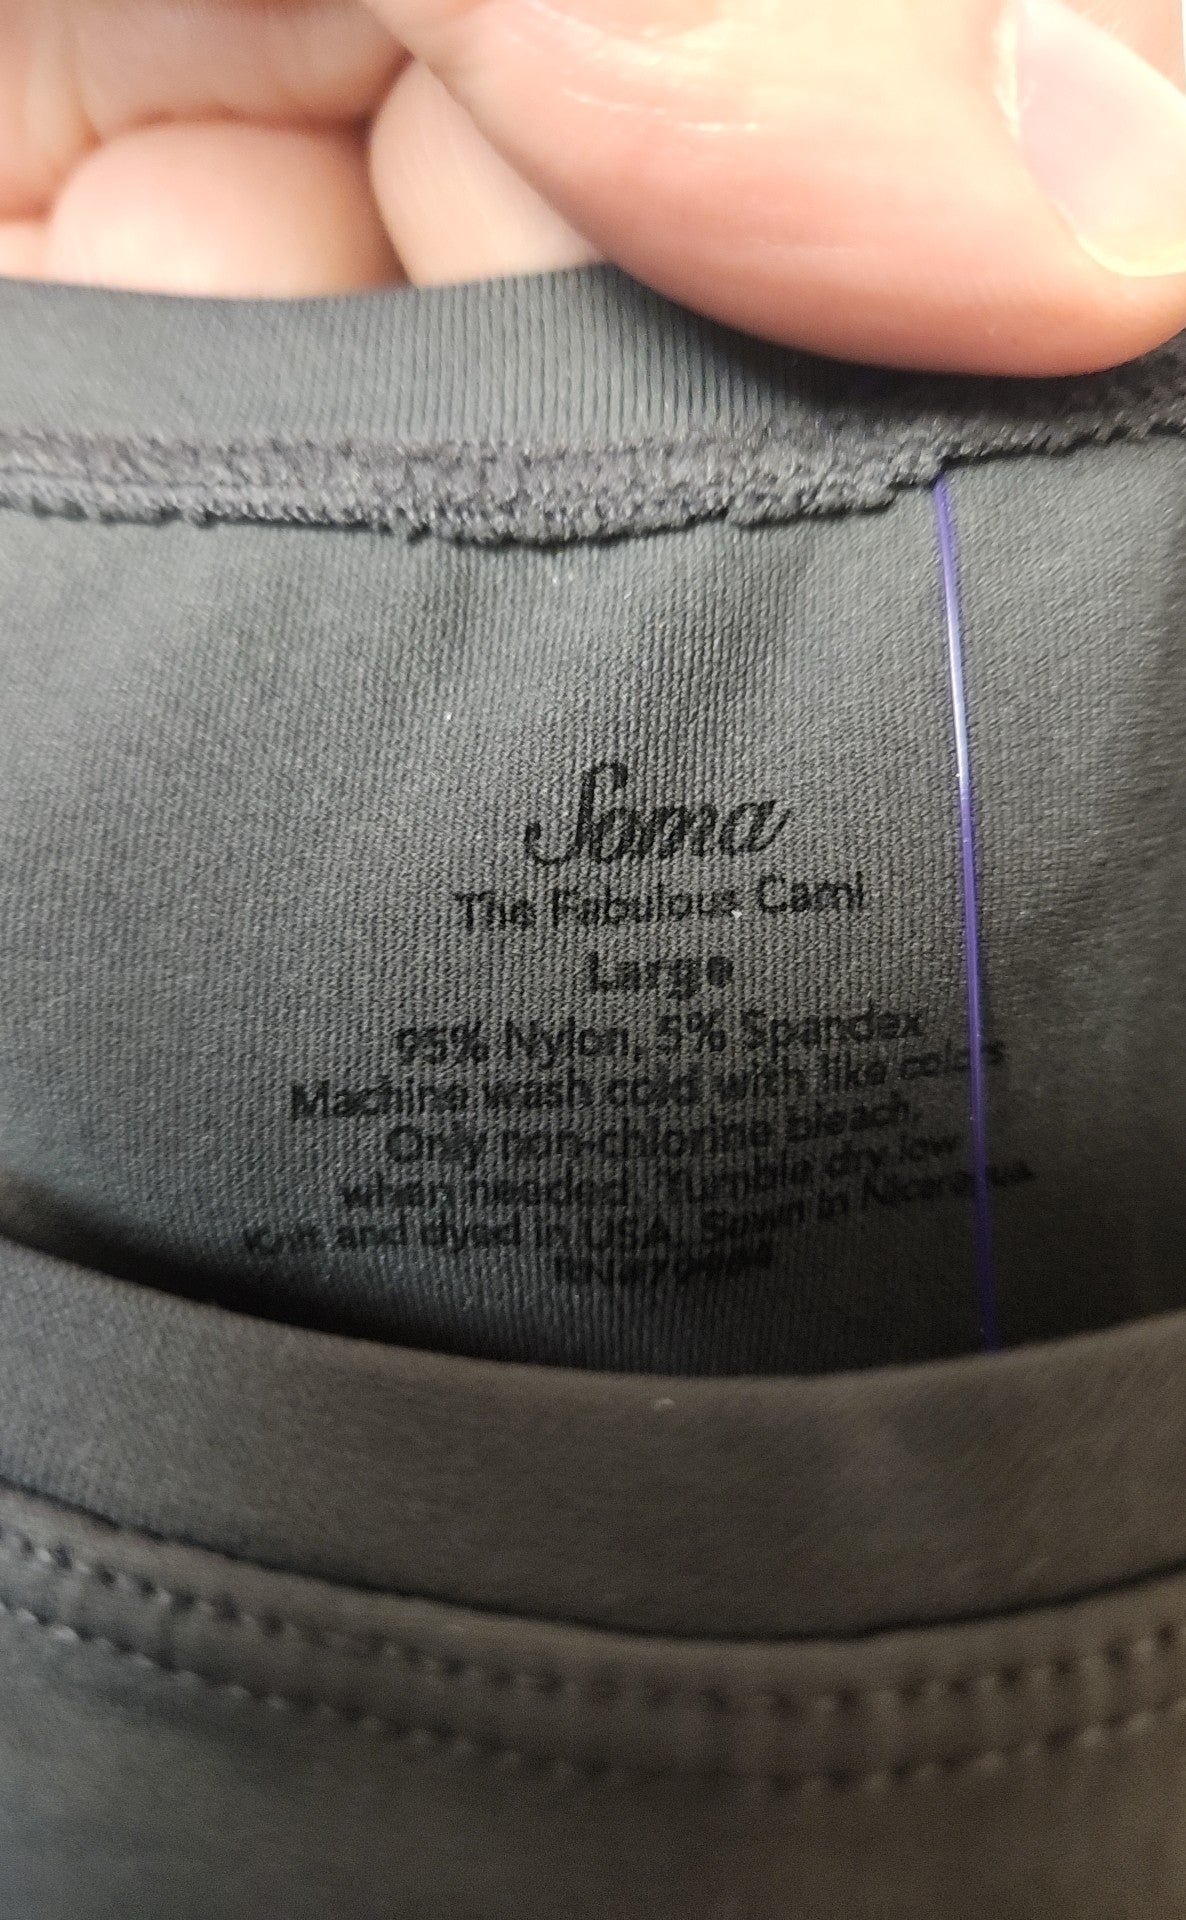 Soma
The Fabulous Cami
Large
95% Nylon, 5% Spandex
Machine wash cold with like colors
Only non-chlorine bleach,
when needed. Tumble dry low
Knit and dyed in USA. Sewn in Nicaragua